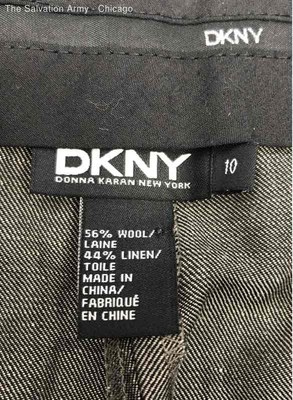 The Salvation Army - Chicago
DKNY
DKNY
DONNA KARAN NEW YORK
10
56% WOOL/
LAINE
44% LINEN/
TOILE
MADE IN
CHINA/
FABRIQUÉ
EN CHINE